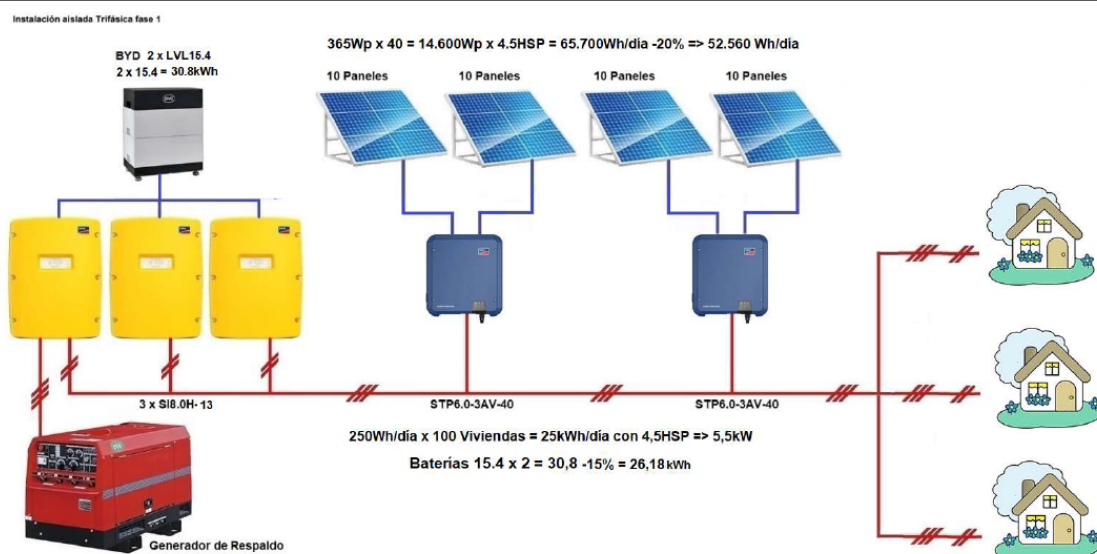 Instalación aislada Trifásica fase 1
365Wp x 40 = 14.600Wp x 4.5HSP = 65.700Wh/día -20% => 52.560 Wh/día
BYD 2 x LVL15.4
2 x 15.4 = 30.8kWh
10 Paneles
10 Paneles
10 Paneles
10 Paneles
BYD
3 x SI8.0H-13
STP6.0-3AV-40
STP6.0-3AV-40
250Wh/día x 100 Viviendas = 25kWh/día con 4,5HSP => 5,5kW
Baterías 15.4 x 2 = 30,8 -15% = 26,18 kWh
Generador de Respaldo